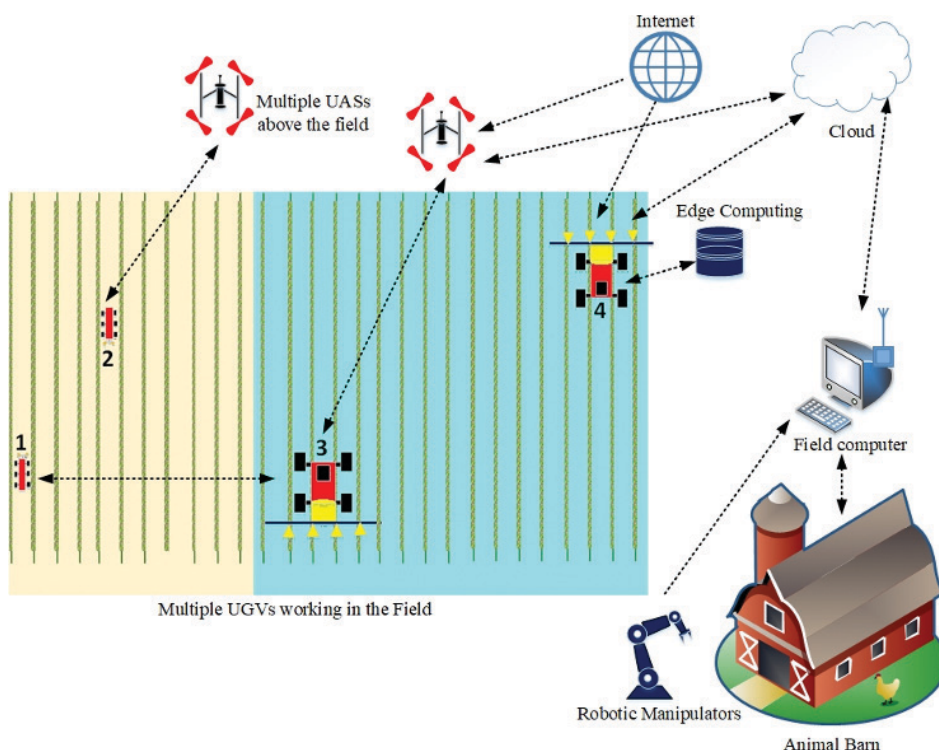 Internet
Multiple UASs
above the field
Cloud
Edge Computing
4
2
1
3
Field computer
Multiple UGVs working in the Field
Robotic Manipulators
Animal Barn